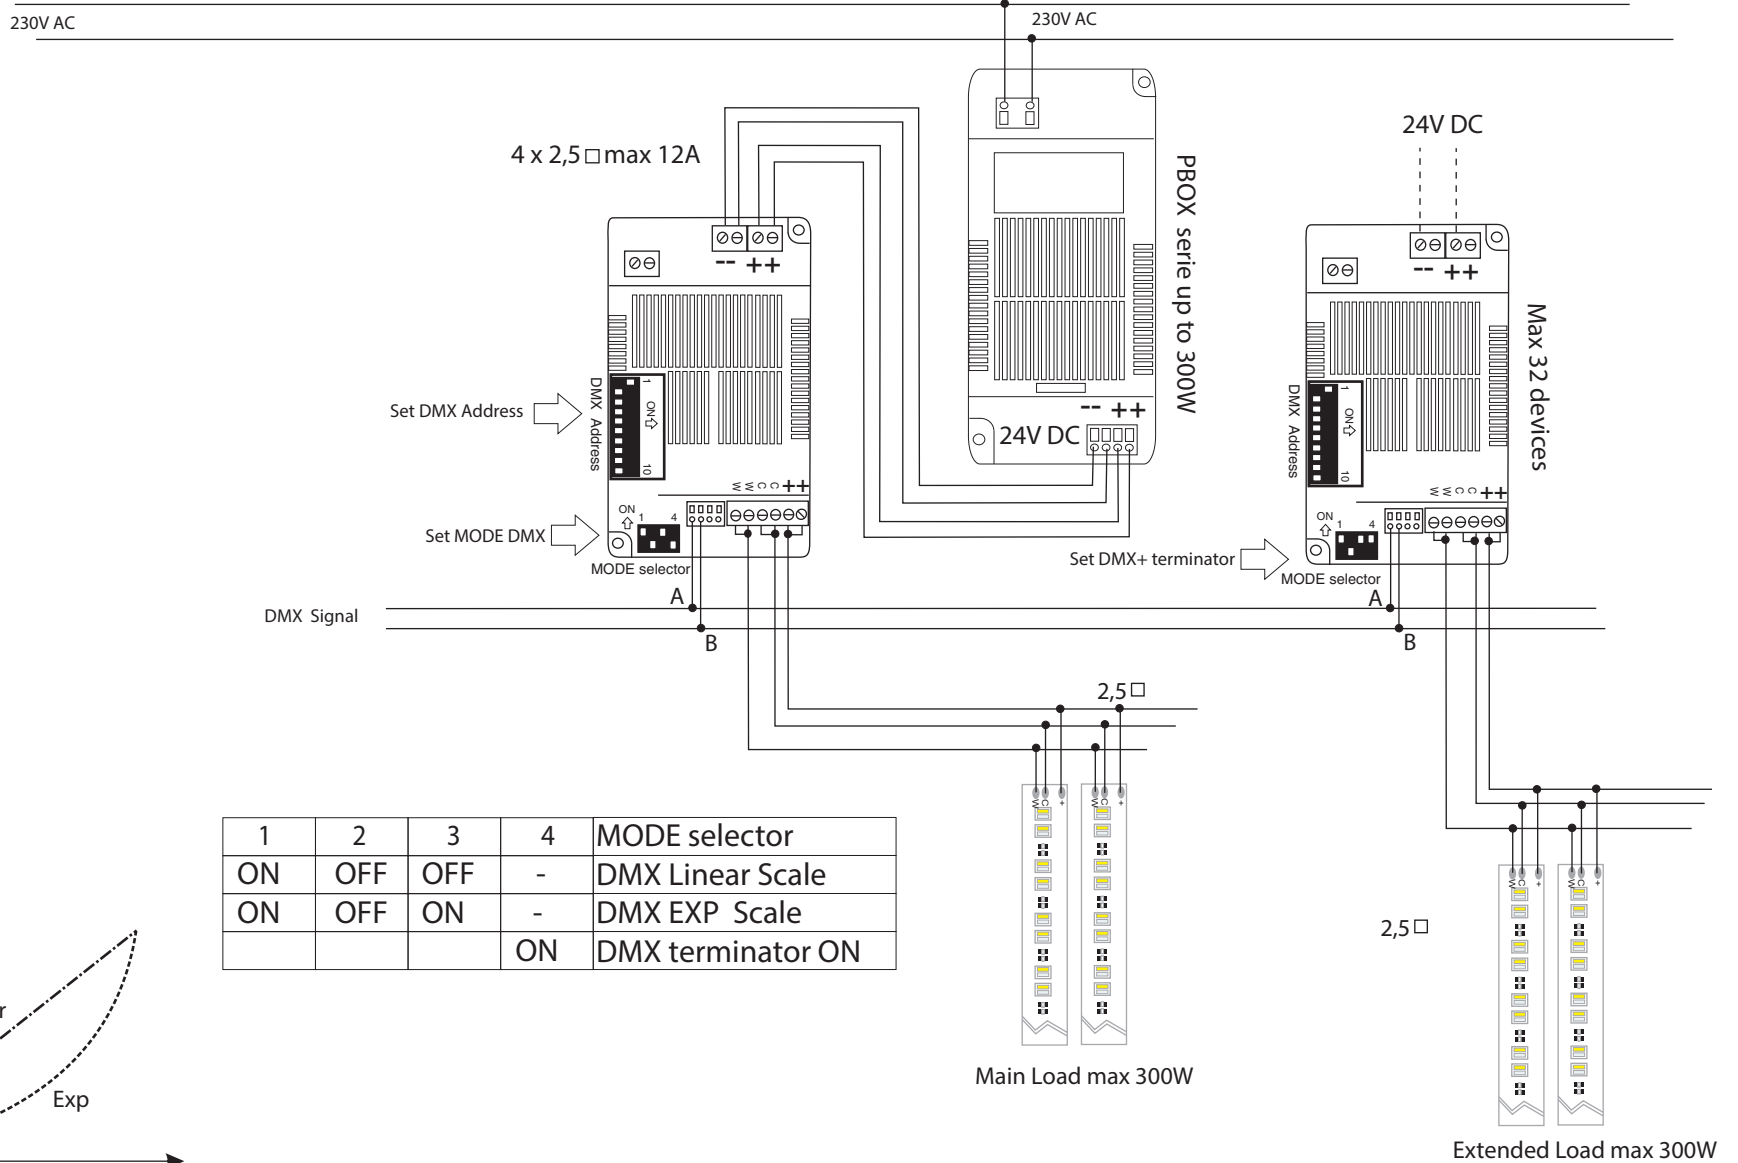 230V AC
230V AC
24V DC
4 x 2,5 □ max 12A
PBOX serie up to 300W
-- ++
-- ++
Max 32 devices
Set DMX Address
DMX Address
1
ON
10
-- ++
24V DC
DMX Address
1
ON
10
W W C C ++
W W C C ++
ON
1 4
Set MODE DMX
MODE selector
ON
1 4
Set DMX+ terminator
MODE selector
A
A
DMX Signal
B
B
2,5 □
W C +
W C +
1 2 3 4 MODE selector
ON OFF OFF - DMX Linear Scale
ON OFF ON - DMX EXP Scale
ON DMX terminator ON
W C +
W C +
2,5 □
r
Exp
Main Load max 300W
Extended Load max 300W